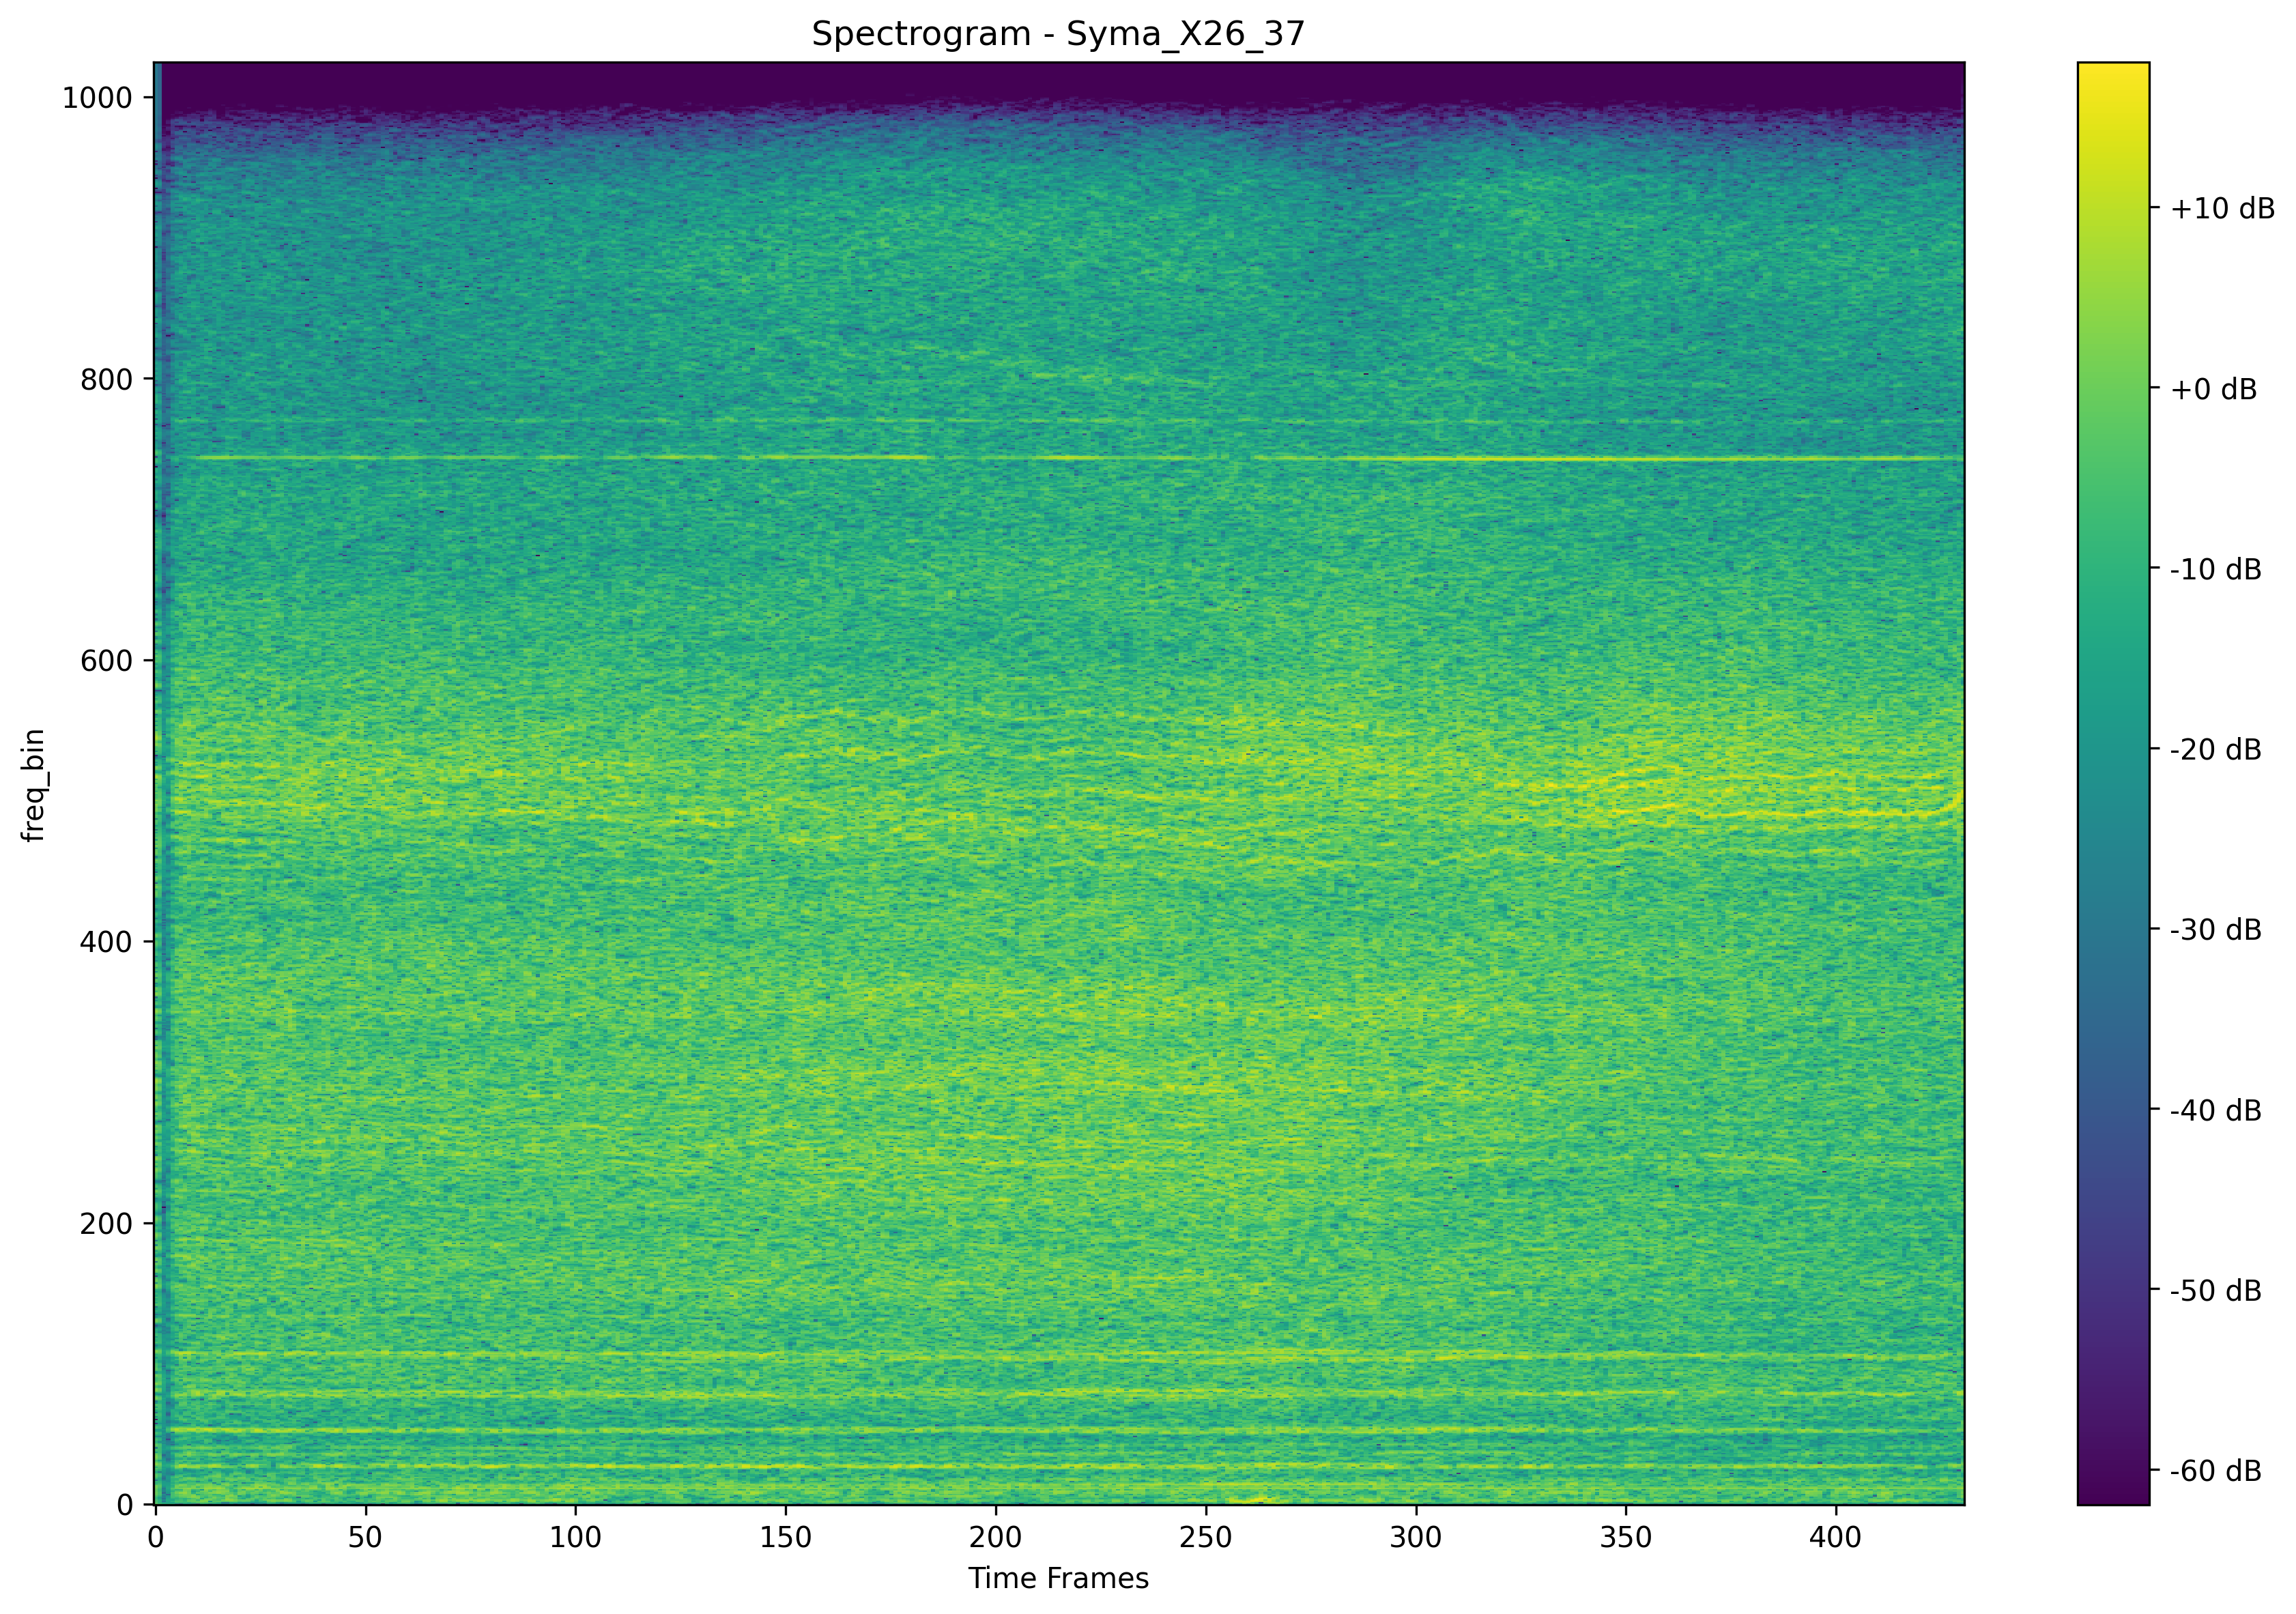 Spectrogram - Syma_X26_37
1000
800
600
400
200
0
freq_bin
0 50 100 150 200 250 300 350 400
Time Frames
+10 dB
+0 dB
-10 dB
-20 dB
-30 dB
-40 dB
-50 dB
-60 dB